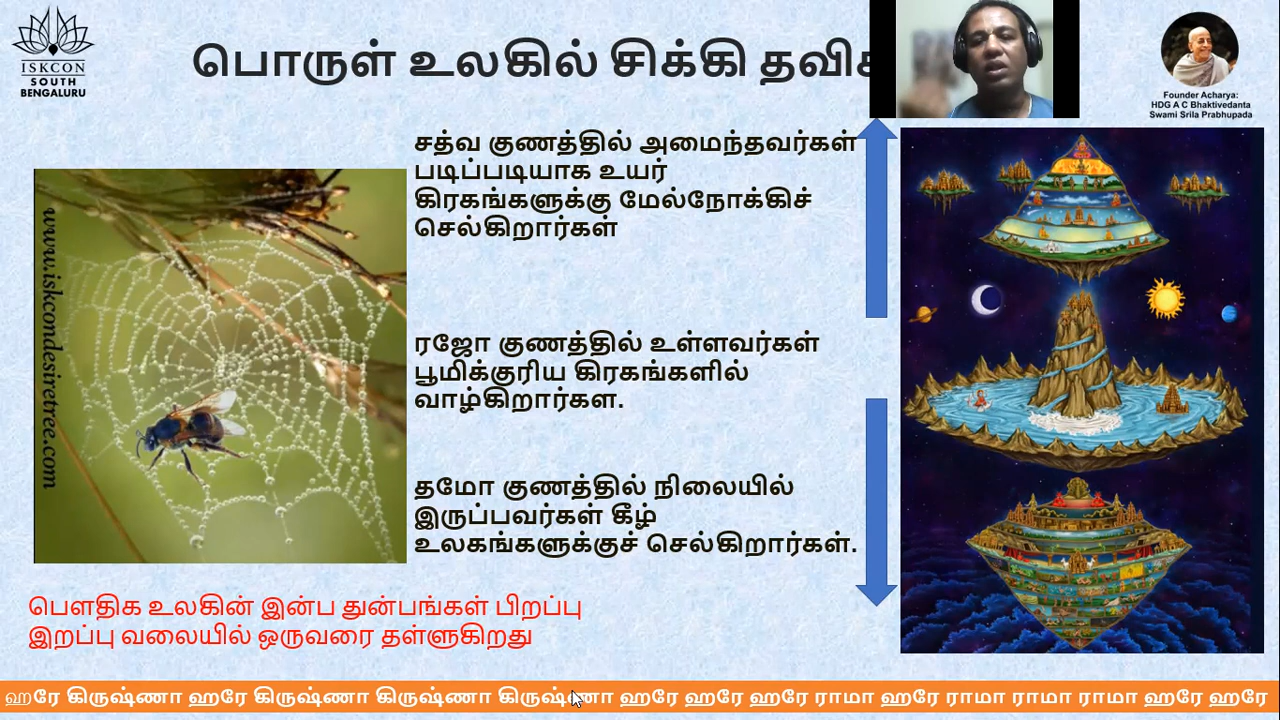 ISKCON
SOUTH
BENGALURU
பொருள் உலகில் சிக்கி
Founder Acharya:
HDG A C Bhaktivedanta
Swami Srila Prabhupada
www.iskcondesiretree.com
சத்வ குணத்தில் அமைந்தவர்கள்
படிப்படியாக உயர்
கிரகங்களுக்கு மேல்நோக்கிச்
செல்கிறார்கள்
ரஜோ குணத்தில் உள்ளவர்கள்
பூமிக்குரிய கிரகங்களில்
வாழ்கிறார்கள.
தமோ குணத்தில் நிலையில்
இருப்பவர்கள் கீழ்
உலகங்களுக்குச் செல்கிறார்கள்.
பௌதிக உலகின் இன்ப துன்பங்கள் பிறப்பு
இறப்பு வலையில் ஒருவரை தள்ளுகிறது
ஹரே கிருஷ்ணா ஹரே கிருஷ்ணா கிருஷ்ணா கிருஷ்ணா ஹரே ஹரே ஹரே ராமா ஹரே ராமா ராமா ராமா ஹரே ஹரே